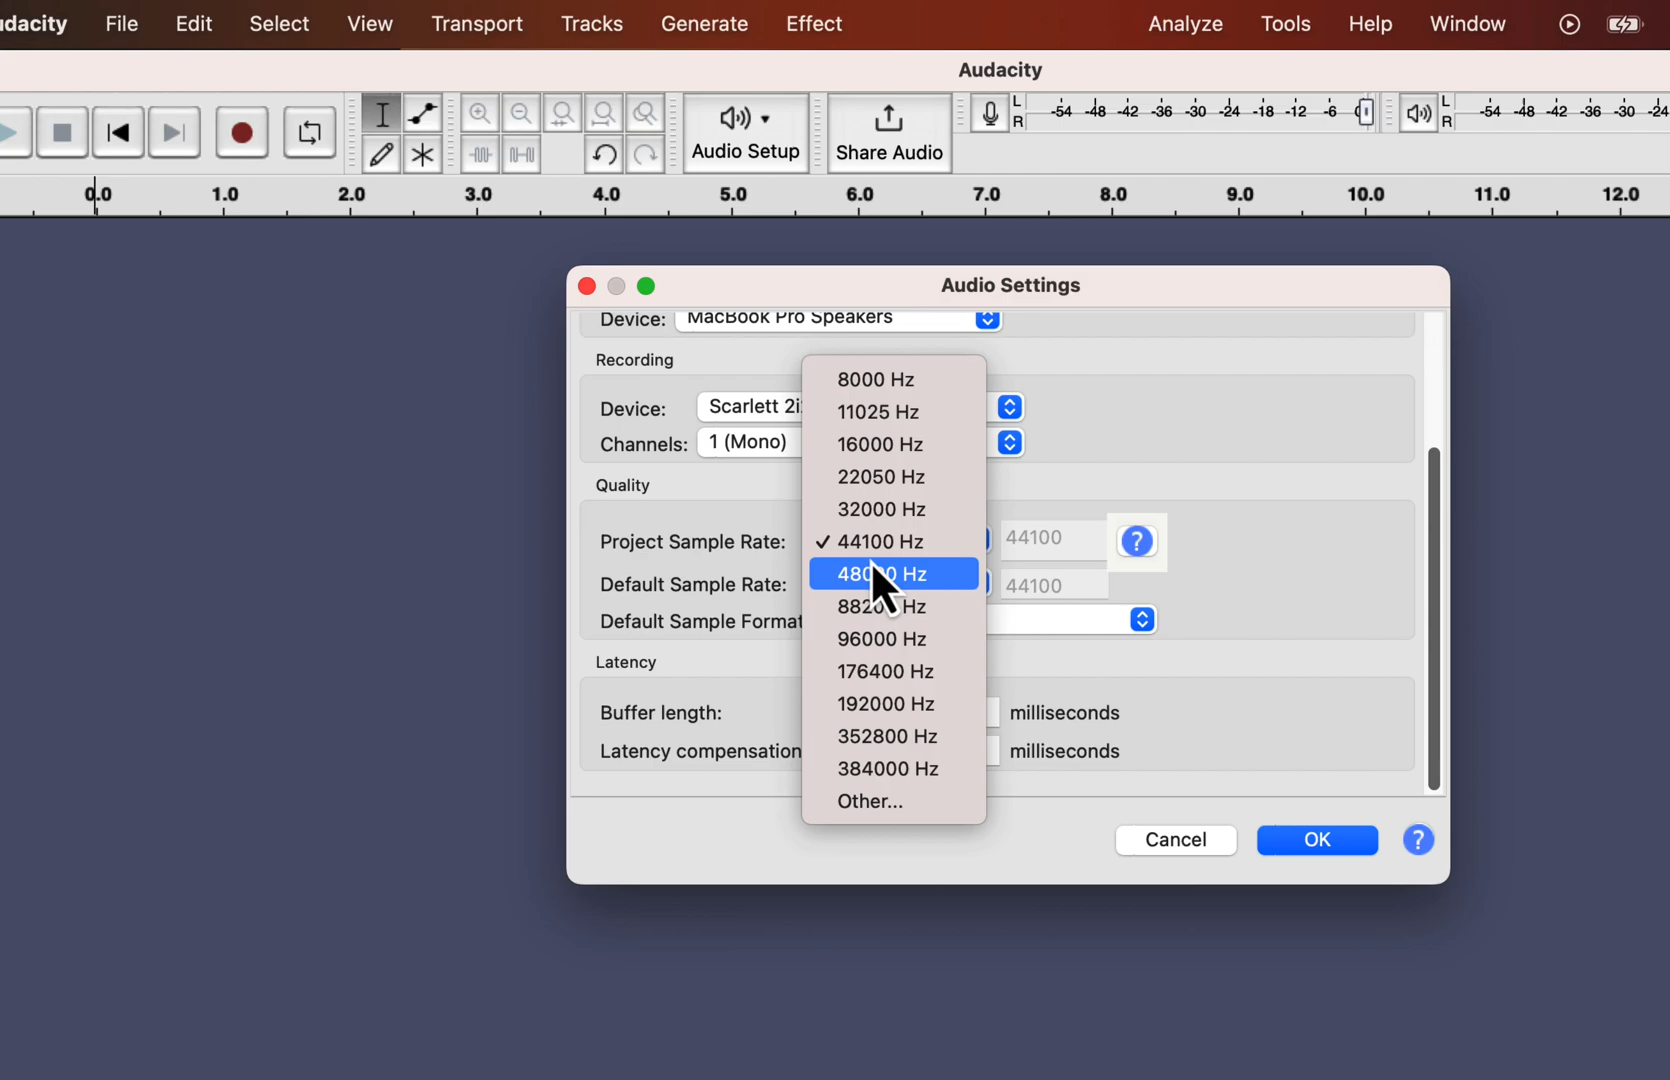 udacity File Edit Select View Transport Tracks Generate Effect Analyze Tools Help Window
Audacity
L
R
-54 -48 -42 -36 -30 -24 -18 -12 -6
L
R
-54 -48 -42 -36 -30 -24
Audio Setup
Share Audio
0.0 1.0 2.0 3.0 4.0 5.0 6.0 7.0 8.0 9.0 10.0 11.0 12.0
Audio Settings
Device: MacBook Pro Speakers
Recording
Device: Scarlett 2i
Channels: 1 (Mono)
Quality
Project Sample Rate: 44100 ?
Default Sample Rate: 44100
Default Sample Format
Latency
Buffer length: milliseconds
Latency compensation milliseconds
8000 Hz
11025 Hz
16000 Hz
22050 Hz
32000 Hz
✓ 44100 Hz
Hz
Hz
96000 Hz
176400 Hz
192000 Hz
352800 Hz
384000 Hz
Other...
Cancel OK ?